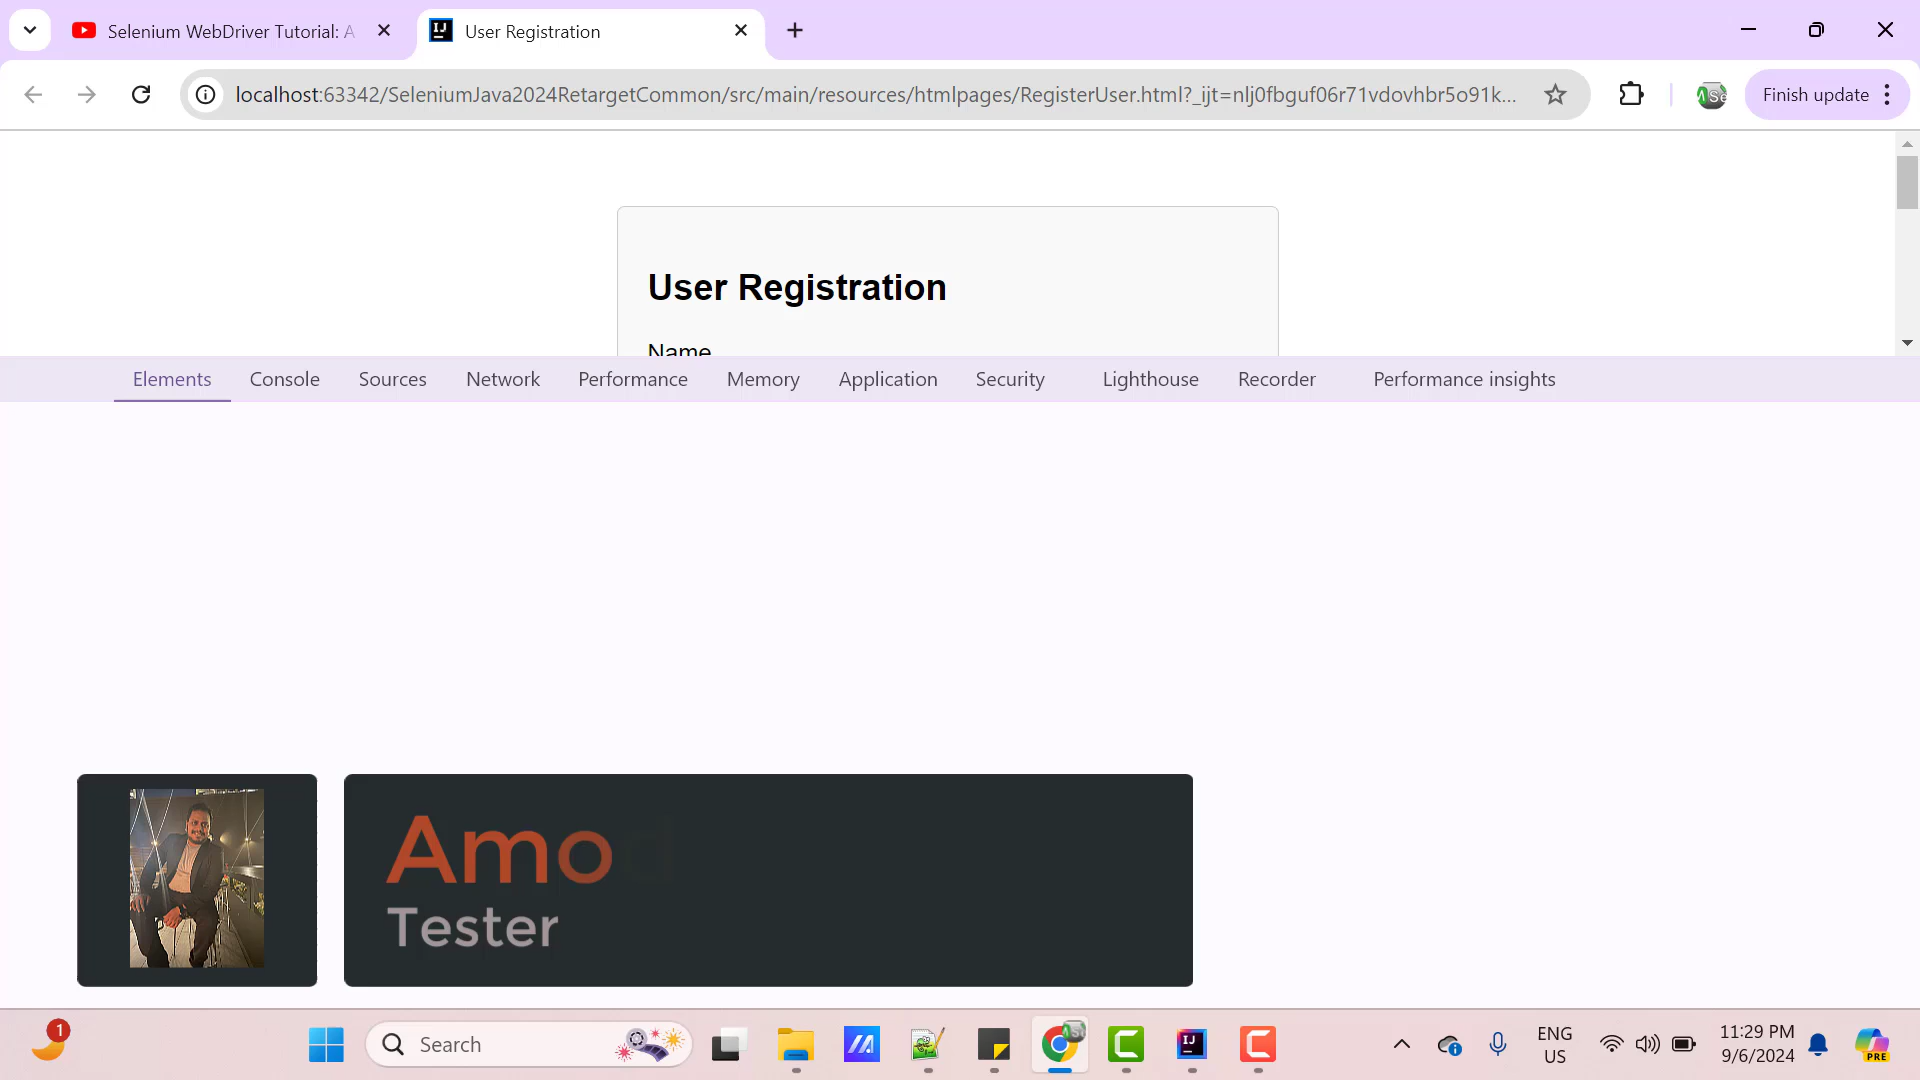 Selenium WebDriver Tutorial: A
User Registration
localhost:63342/SeleniumJava2024RetargetCommon/src/main/resources/htmlpages/RegisterUser.html?_ijt=nlj0fbguf06r71vdovhbr5o91k...
Finish update
User Registration
Name
Elements Console Sources Network Performance Memory Application Security Lighthouse Recorder Performance insights
Amo
Tester
1
Search
ENG
US
11:29 PM
9/6/2024
PRE